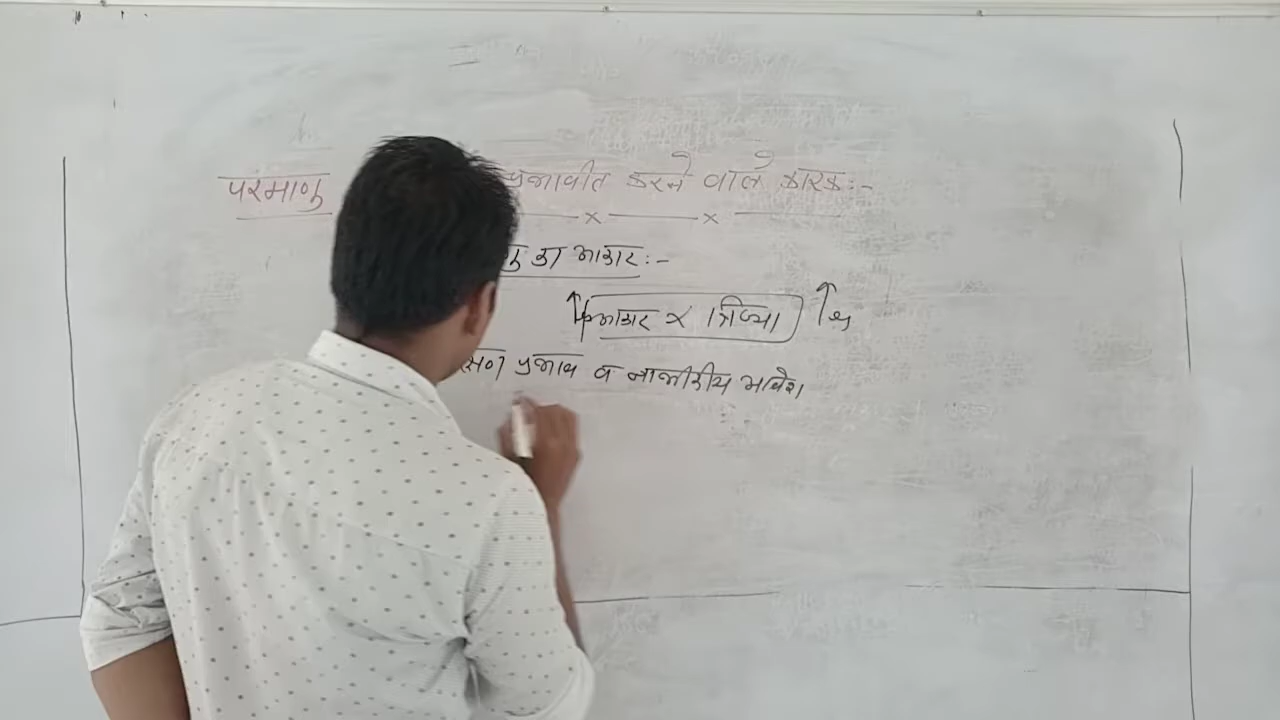 परमाणु प्रभावीत करने वाले कारक:-
का आकार:-
आकार ∝ त्रिज्या
प्रभाव व नाभीकीय आवेश